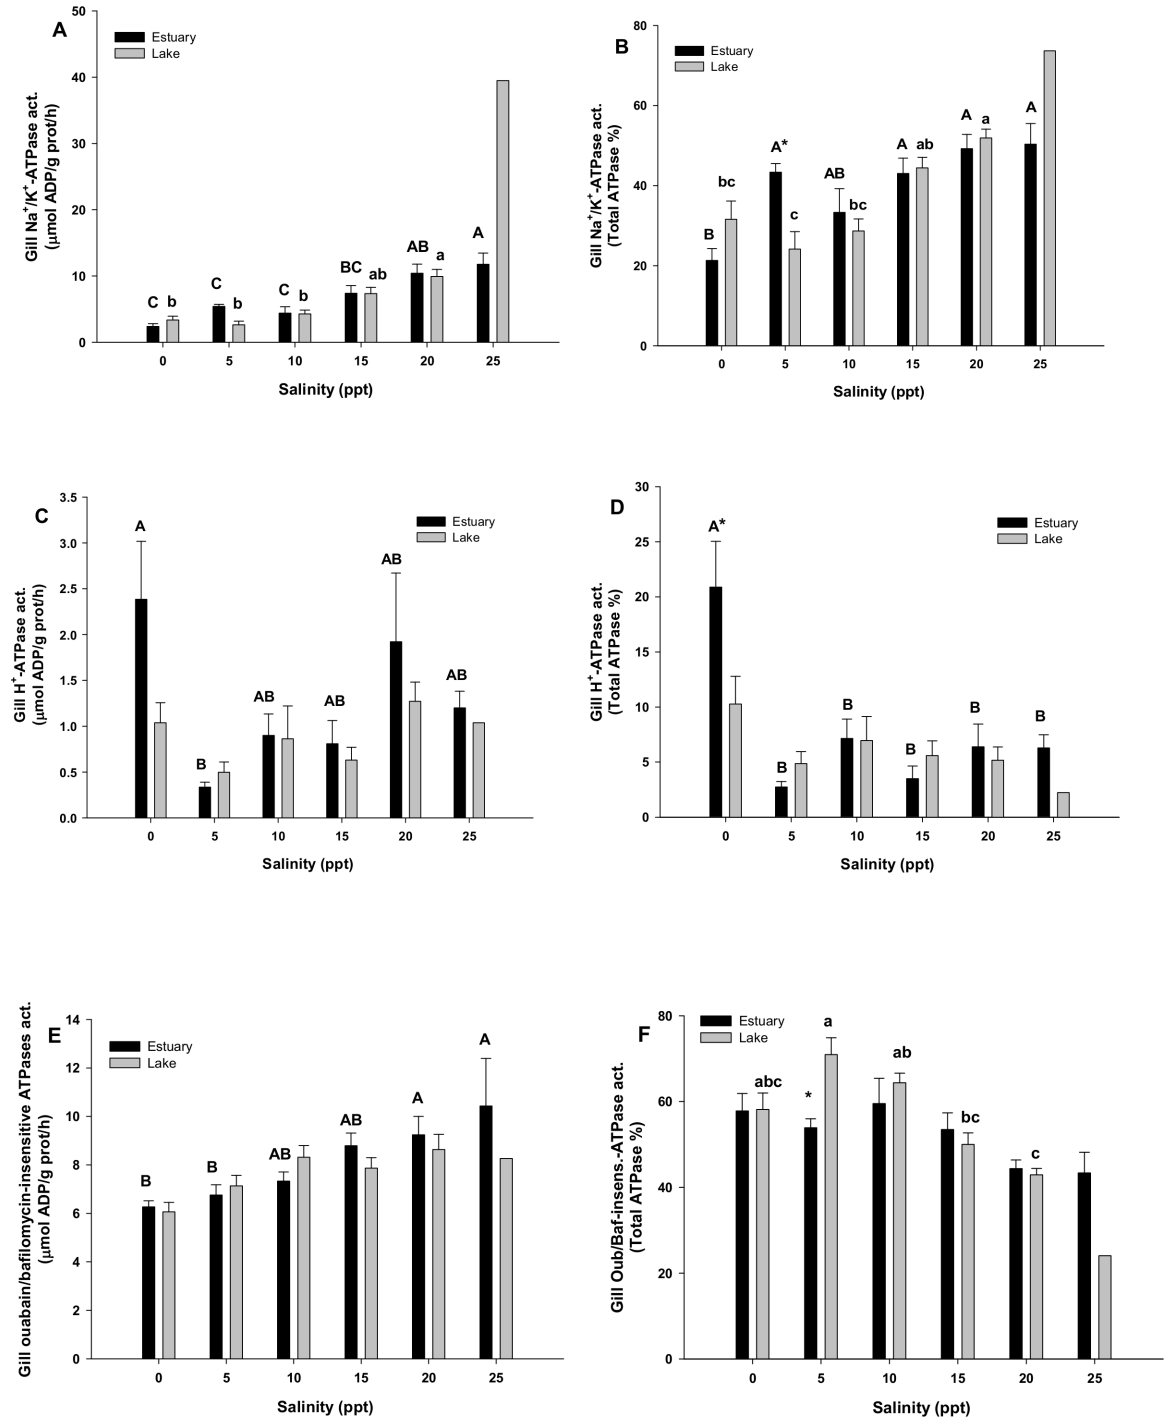 A
Estuary
Lake
Gill Na+/K+-ATPase act.
(μmol ADP/g prot/h)
50
40
30
20
10
0
C b
C b
C b
BC ab
AB a
A
0 5 10 15 20 25
Salinity (ppt)
B
Estuary
Lake
Gill Na+/K+-ATPase act.
(Total ATPase %)
80
60
40
20
0
B bc
A* c
AB bc
A ab
A a
A
0 5 10 15 20 25
Salinity (ppt)
C
Estuary
Lake
Gill H+-ATPase act.
(μmol ADP/g prot/h)
3.5
3.0
2.5
2.0
1.5
1.0
0.5
0.0
A
B
AB
AB
AB
AB
0 5 10 15 20 25
Salinity (ppt)
D
Estuary
Lake
Gill H+-ATPase act.
(Total ATPase %)
30
25
20
15
10
5
0
A*
B
B
B
B
B
0 5 10 15 20 25
Salinity (ppt)
E
Estuary
Lake
Gill ouabain/bafilomycin-insensitive ATPases act.
(μmol ADP/g prot/h)
14
12
10
8
6
4
2
0
B
B
AB
AB
A
A
0 5 10 15 20 25
Salinity (ppt)
F
Estuary
Lake
Gill Oub/Baf-insens.-ATPase act.
(Total ATPase %)
80
60
40
20
0
abc
* a
ab
bc
c
0 5 10 15 20 25
Salinity (ppt)